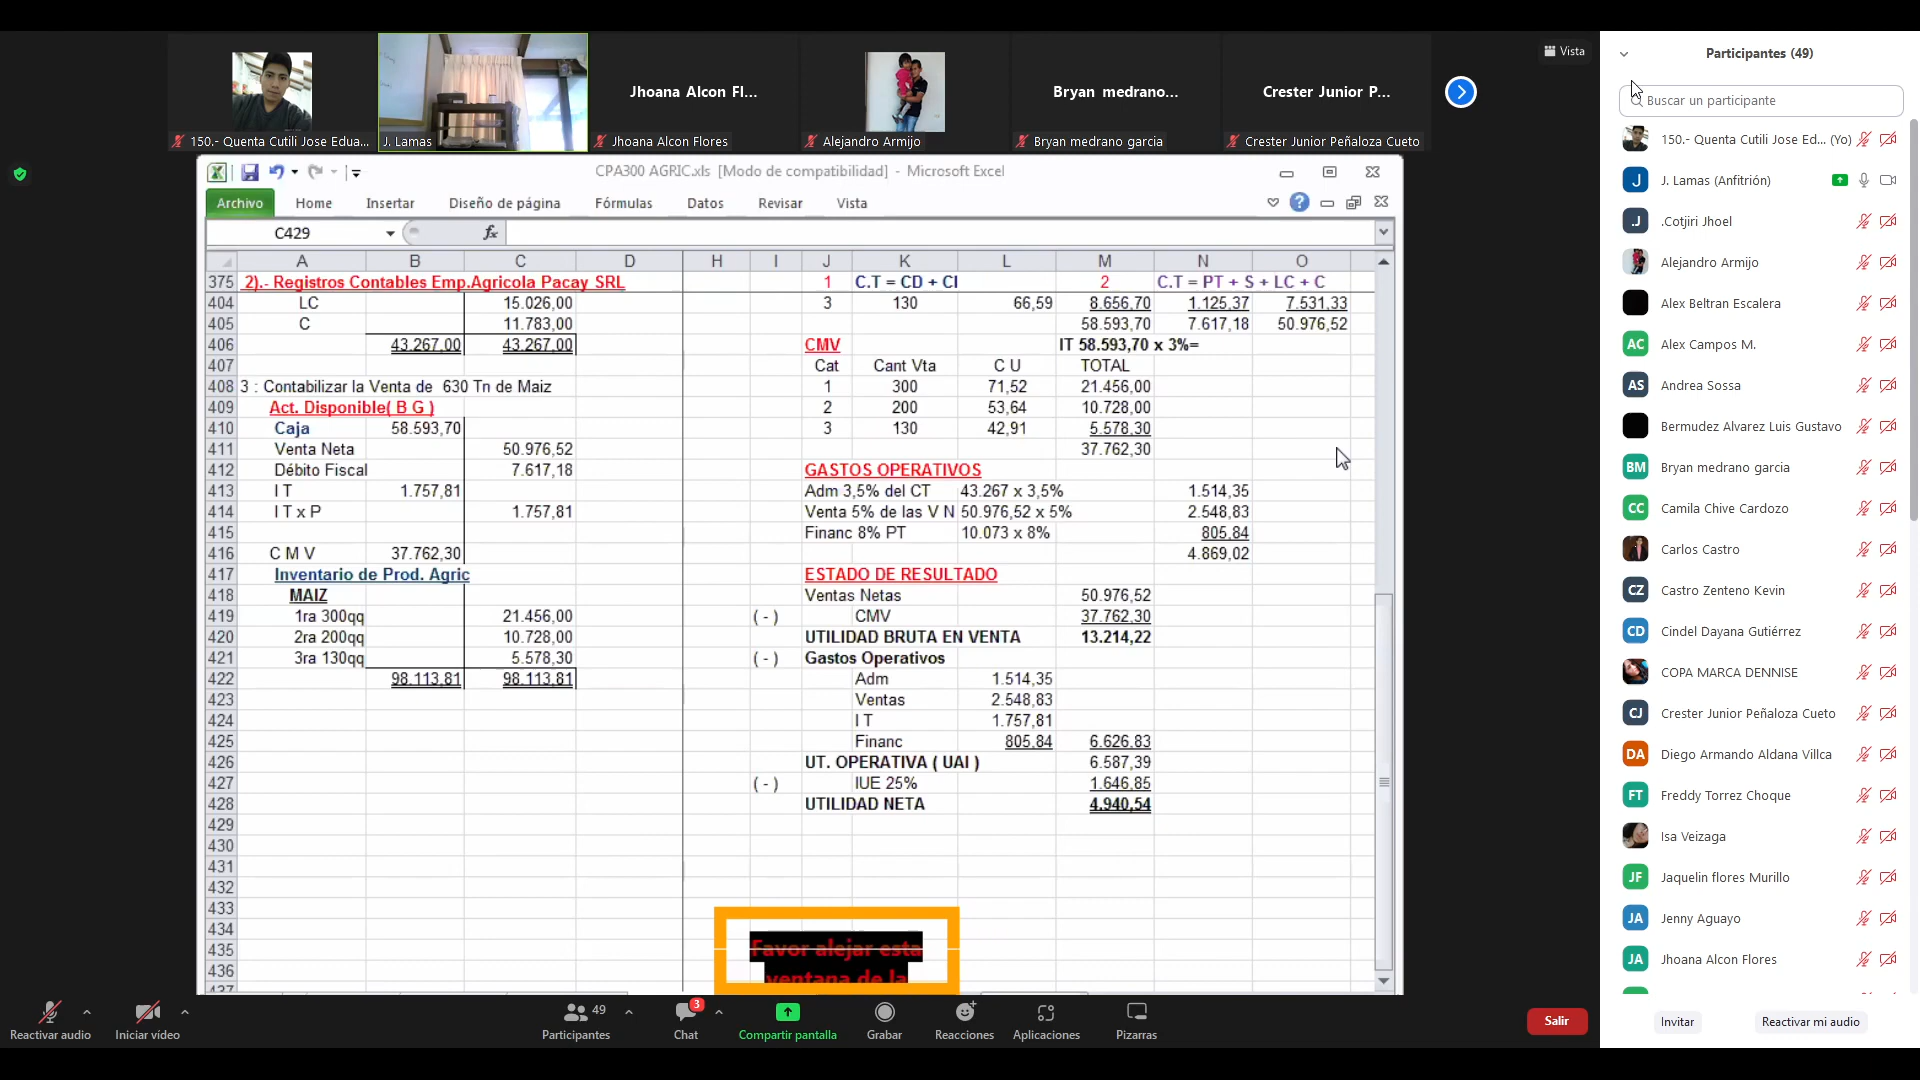 Jhoana Alcon Fl...
Bryan medrano...
Crester Junior P...
Vista
150.- Quenta Cutili Jose Edua...
J. Lamas
Jhoana Alcon Flores
Alejandro Armijo
Bryan medrano garcia
Crester Junior Peñaloza Cueto
CPA300 AGRIC.xls [Modo de compatibilidad] - Microsoft Excel
Archivo Home Insertar Diseño de página Fórmulas Datos Revisar Vista
C429 fx
A B C D H I J K L M N O
375 2).- Registros Contables Emp.Agricola Pacay SRL 1 C.T = CD + CI 2 C.T = PT + S + LC + C
404 LC 15.026,00 3 130 66,59 8.656,70 1.125,37 7.531,33
405 C 11.783,00 58.593,70 7.617,18 50.976,52
406 43.267,00 43.267,00 CMV IT 58.593,70 x 3%=
407 Cat Cant Vta C U TOTAL
408 3 : Contabilizar la Venta de 630 Tn de Maiz 1 300 71,52 21.456,00
409 Act. Disponible( B G ) 2 200 53,64 10.728,00
410 Caja 58.593,70 3 130 42,91 5.578,30
411 Venta Neta 50.976,52 37.762,30
412 Débito Fiscal 7.617,18 GASTOS OPERATIVOS
413 I T 1.757,81 Adm 3,5% del CT 43.267 x 3,5% 1.514,35
414 I T x P 1.757,81 Venta 5% de las V N 50.976,52 x 5% 2.548,83
415 Financ 8% PT 10.073 x 8% 805,84
416 C M V 37.762,30 4.869,02
417 Inventario de Prod. Agric ESTADO DE RESULTADO
418 MAIZ Ventas Netas 50.976,52
419 1ra 300qq 21.456,00 ( - ) CMV 37.762,30
420 2ra 200qq 10.728,00 UTILIDAD BRUTA EN VENTA 13.214,22
421 3ra 130qq 5.578,30 ( - ) Gastos Operativos
422 98.113,81 98.113,81 Adm 1.514,35
423 Ventas 2.548,83
424 I T 1.757,81
425 Financ 805,84 6.626,83
426 UT. OPERATIVA ( UAI ) 6.587,39
427 ( - ) IUE 25% 1.646,85
428 UTILIDAD NETA 4.940,54
429
430
431
432
433
434
435 Favor alejar esta
436 ventana de la
437
Participantes (49)
Buscar un participante
150.- Quenta Cutili Jose Ed... (Yo)
J J. Lamas (Anfitrión)
.J .Cotjiri Jhoel
Alejandro Armijo
Alex Beltran Escalera
AC Alex Campos M.
AS Andrea Sossa
Bermudez Alvarez Luis Gustavo
BM Bryan medrano garcia
CC Camila Chive Cardozo
Carlos Castro
CZ Castro Zenteno Kevin
CD Cindel Dayana Gutiérrez
COPA MARCA DENNISE
CJ Crester Junior Peñaloza Cueto
DA Diego Armando Aldana Villca
FT Freddy Torrez Choque
Isa Veizaga
JF Jaquelin flores Murillo
JA Jenny Aguayo
JA Jhoana Alcon Flores
Invitar Reactivar mi audio
49 3
Reactivar audio Iniciar vídeo Participantes Chat Compartir pantalla Grabar Reacciones Aplicaciones Pizarras Salir